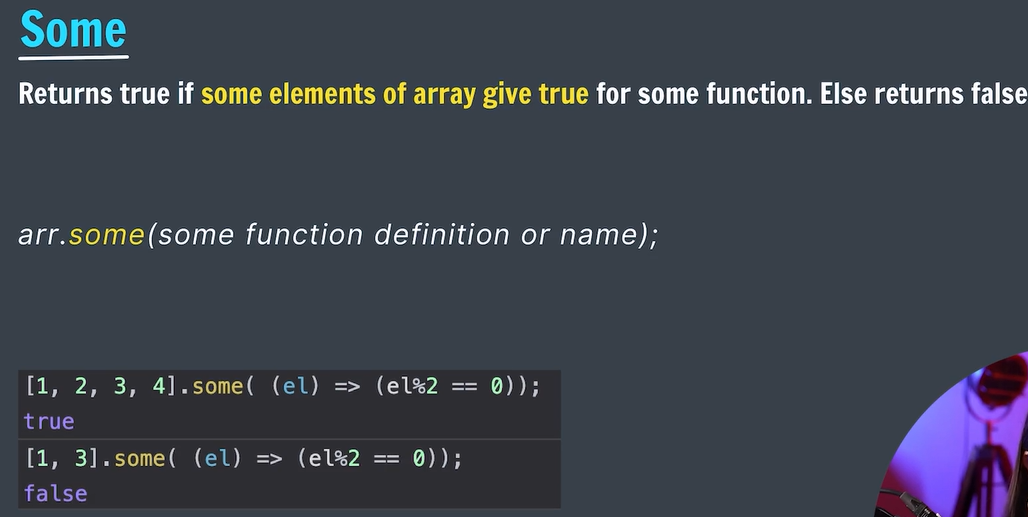 Some
Returns true if some elements of array give true for some function. Else returns false
arr.some(some function definition or name);
[1, 2, 3, 4].some( (el) => (el%2 == 0));
true
[1, 3].some( (el) => (el%2 == 0));
false